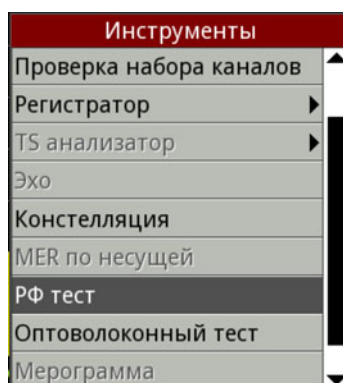 Инструменты
Проверка набора каналов
Регистратор
TS анализатор
Эхо
Констелляция
MER по несущей
РФ тест
Оптоволоконный тест
Мерограмма